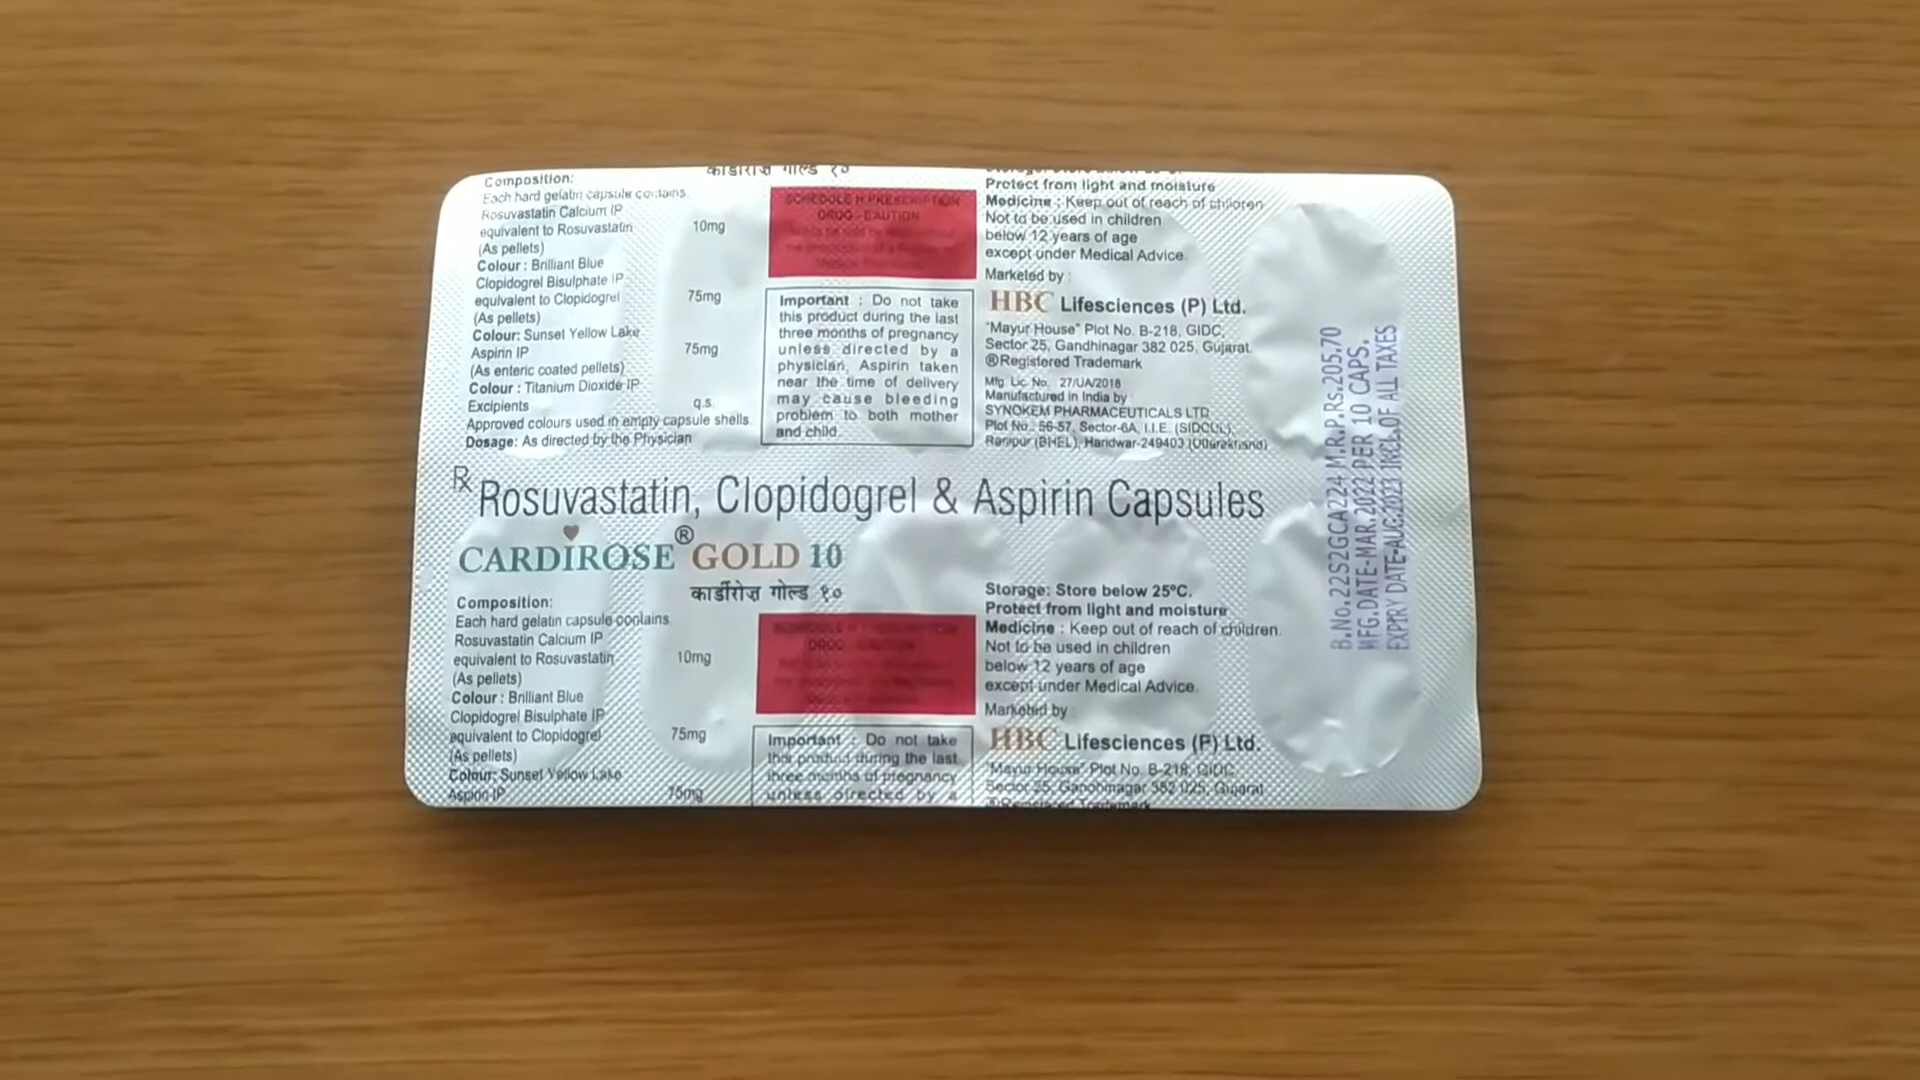 कार्डीरोज़ गोल्ड १०
Composition:
Each hard gelatin capsule contains
Rosuvastatin Calcium IP
equivalent to Rosuvastatin 10mg
(As pellets)
Colour : Brilliant Blue
Clopidogrel Bisulphate IP
equivalent to Clopidogrel 75mg
(As pellets)
Colour: Sunset Yellow Lake
Aspirin IP 75mg
(As enteric coated pellets)
Colour : Titanium Dioxide IP
Excipients q.s.
Approved colours used in empty capsule shells.
Dosage: As directed by the Physician
SCHEDULE H PRESCRIPTION
DRUG - CAUTION
Important : Do not take
this product during the last
three months of pregnancy
unless directed by a
physician, Aspirin taken
near the time of delivery
may cause bleeding
problem to both mother
and child.
Protect from light and moisture
Medicine : Keep out of reach of children.
Not to be used in children
below 12 years of age
except under Medical Advice.
Marketed by :
HBC Lifesciences (P) Ltd.
"Mayur House" Plot No. B-218, GIDC,
Sector 25, Gandhinagar 382 025, Gujarat.
®Registered Trademark
Mfg. Lic. No. 27/UA/2018
Manufactured in India by :
SYNOKEM PHARMACEUTICALS LTD.
Plot No.: 56-57, Sector-6A, I.I.E. (SIDCUL),
Ranipur (BHEL), Haridwar-249403 (Uttarakhand)
Rx Rosuvastatin, Clopidogrel & Aspirin Capsules
CARDIROSE® GOLD 10
कार्डीरोज़ गोल्ड १०
Composition:
Each hard gelatin capsule contains
Rosuvastatin Calcium IP
equivalent to Rosuvastatin 10mg
(As pellets)
Colour : Brilliant Blue
Clopidogrel Bisulphate IP
equivalent to Clopidogrel 75mg
(As pellets)
Colour: Sunset Yellow Lake
Aspirin IP 75mg
DRUG - CAUTION
Important : Do not take
this product during the last
three months of pregnancy
unless directed by a
Storage: Store below 25°C.
Protect from light and moisture
Medicine : Keep out of reach of children.
Not to be used in children
below 12 years of age
except under Medical Advice.
Marketed by
HBC Lifesciences (P) Ltd.
"Mayur House" Plot No. B-218, GIDC,
Sector 25, Gandhinagar 382 025, Gujarat
®Registered Trademark
B.No.22S2GCA224 M.R.P.Rs.205.70
MFG.DATE-MAR.2022 PER 10 CAPS.
EXPIRY DATE-AUG.2023 INCL.OF ALL TAXES